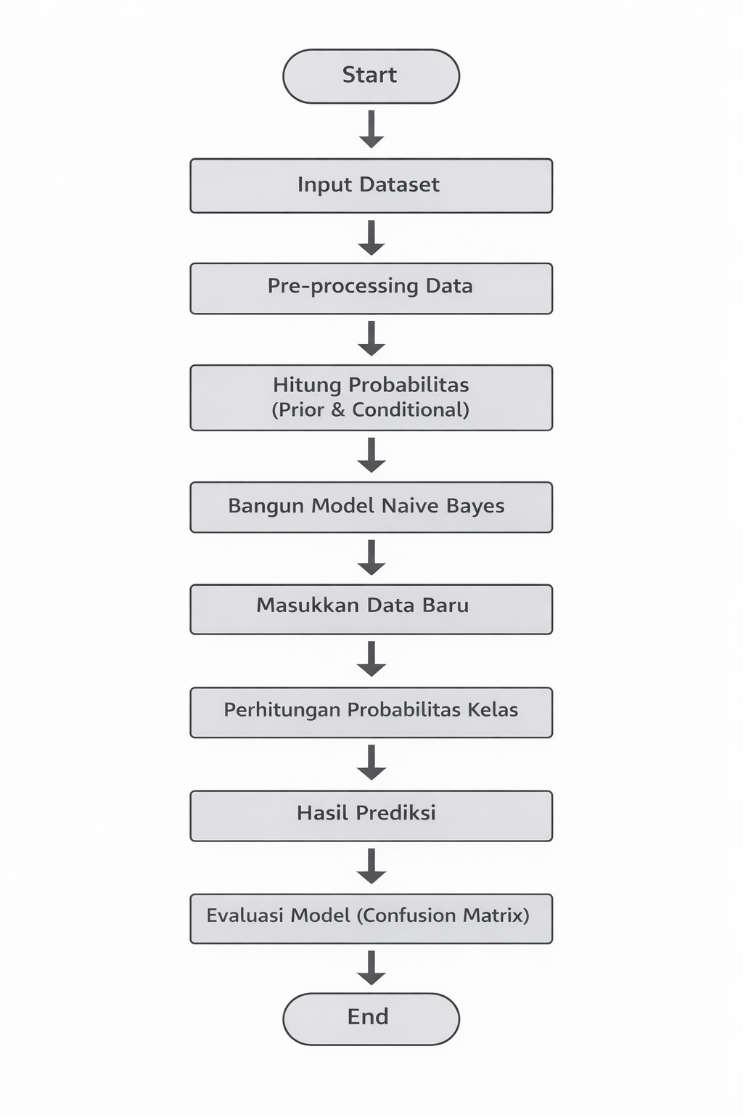 Start
Input Dataset
Pre-processing Data
Hitung Probabilitas
(Prior & Conditional)
Bangun Model Naive Bayes
Masukkan Data Baru
Perhitungan Probabilitas Kelas
Hasil Prediksi
Evaluasi Model (Confusion Matrix)
End